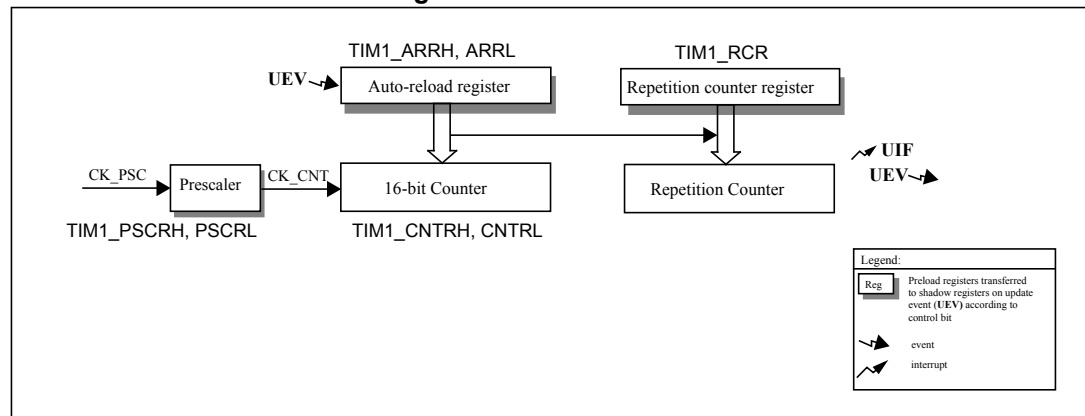 TIM1_ARRH, ARRL
TIM1_RCR
UEV
Auto-reload register
Repetition counter register
UIF
UEV
CK_PSC
Prescaler
CK_CNT
16-bit Counter
Repetition Counter
TIM1_PSCRH, PSCRL
TIM1_CNTRH, CNTRL
Legend:
Reg
Preload registers transferred
to shadow registers on update
event (UEV) according to
control bit
event
interrupt